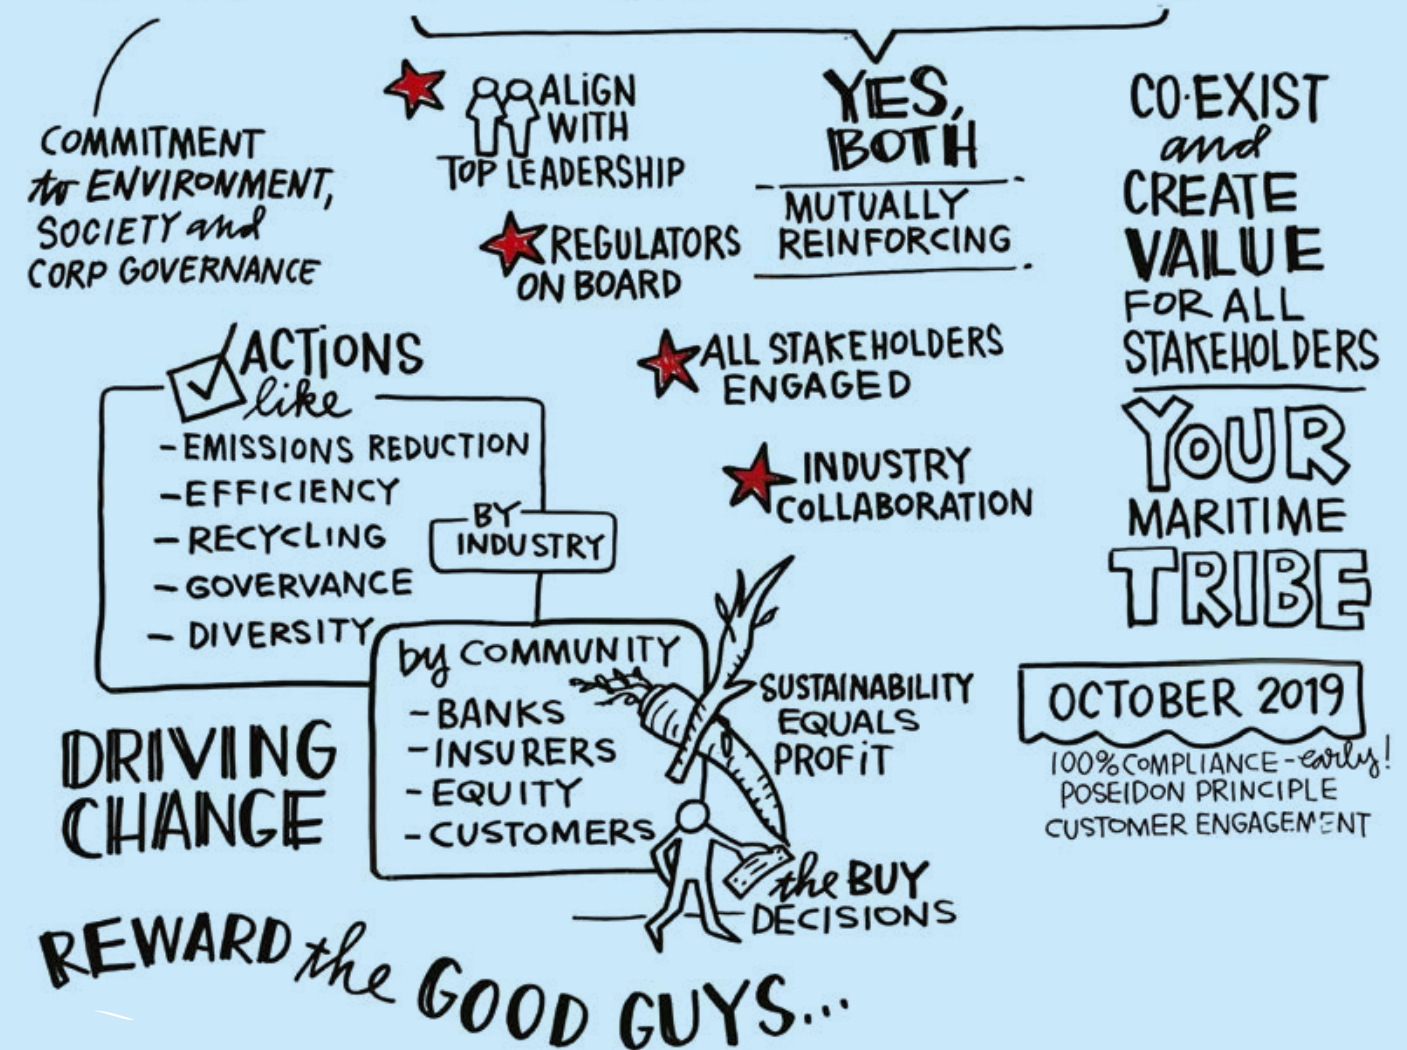 COMMITMENT
to ENVIRONMENT,
SOCIETY and
CORP GOVERNANCE
ALIGN
WITH
TOP LEADERSHIP
REGULATORS
ON BOARD
YES,
BOTH
MUTUALLY
REINFORCING
ALL STAKEHOLDERS
ENGAGED
INDUSTRY
COLLABORATION
CO·EXIST
and
CREATE
VALUE
FOR ALL
STAKEHOLDERS
YOUR
MARITIME
TRIBE
OCTOBER 2019
100% COMPLIANCE - early!
POSEIDON PRINCIPLE
CUSTOMER ENGAGEMENT
ACTIONS
like
- EMISSIONS REDUCTION
- EFFICIENCY
- RECYCLING
- GOVERVANCE
- DIVERSITY
BY
INDUSTRY
by COMMUNITY
- BANKS
- INSURERS
- EQUITY
- CUSTOMERS
SUSTAINABILITY
EQUALS
PROFIT
the BUY
DECISIONS
DRIVING
CHANGE
REWARD the GOOD GUYS...